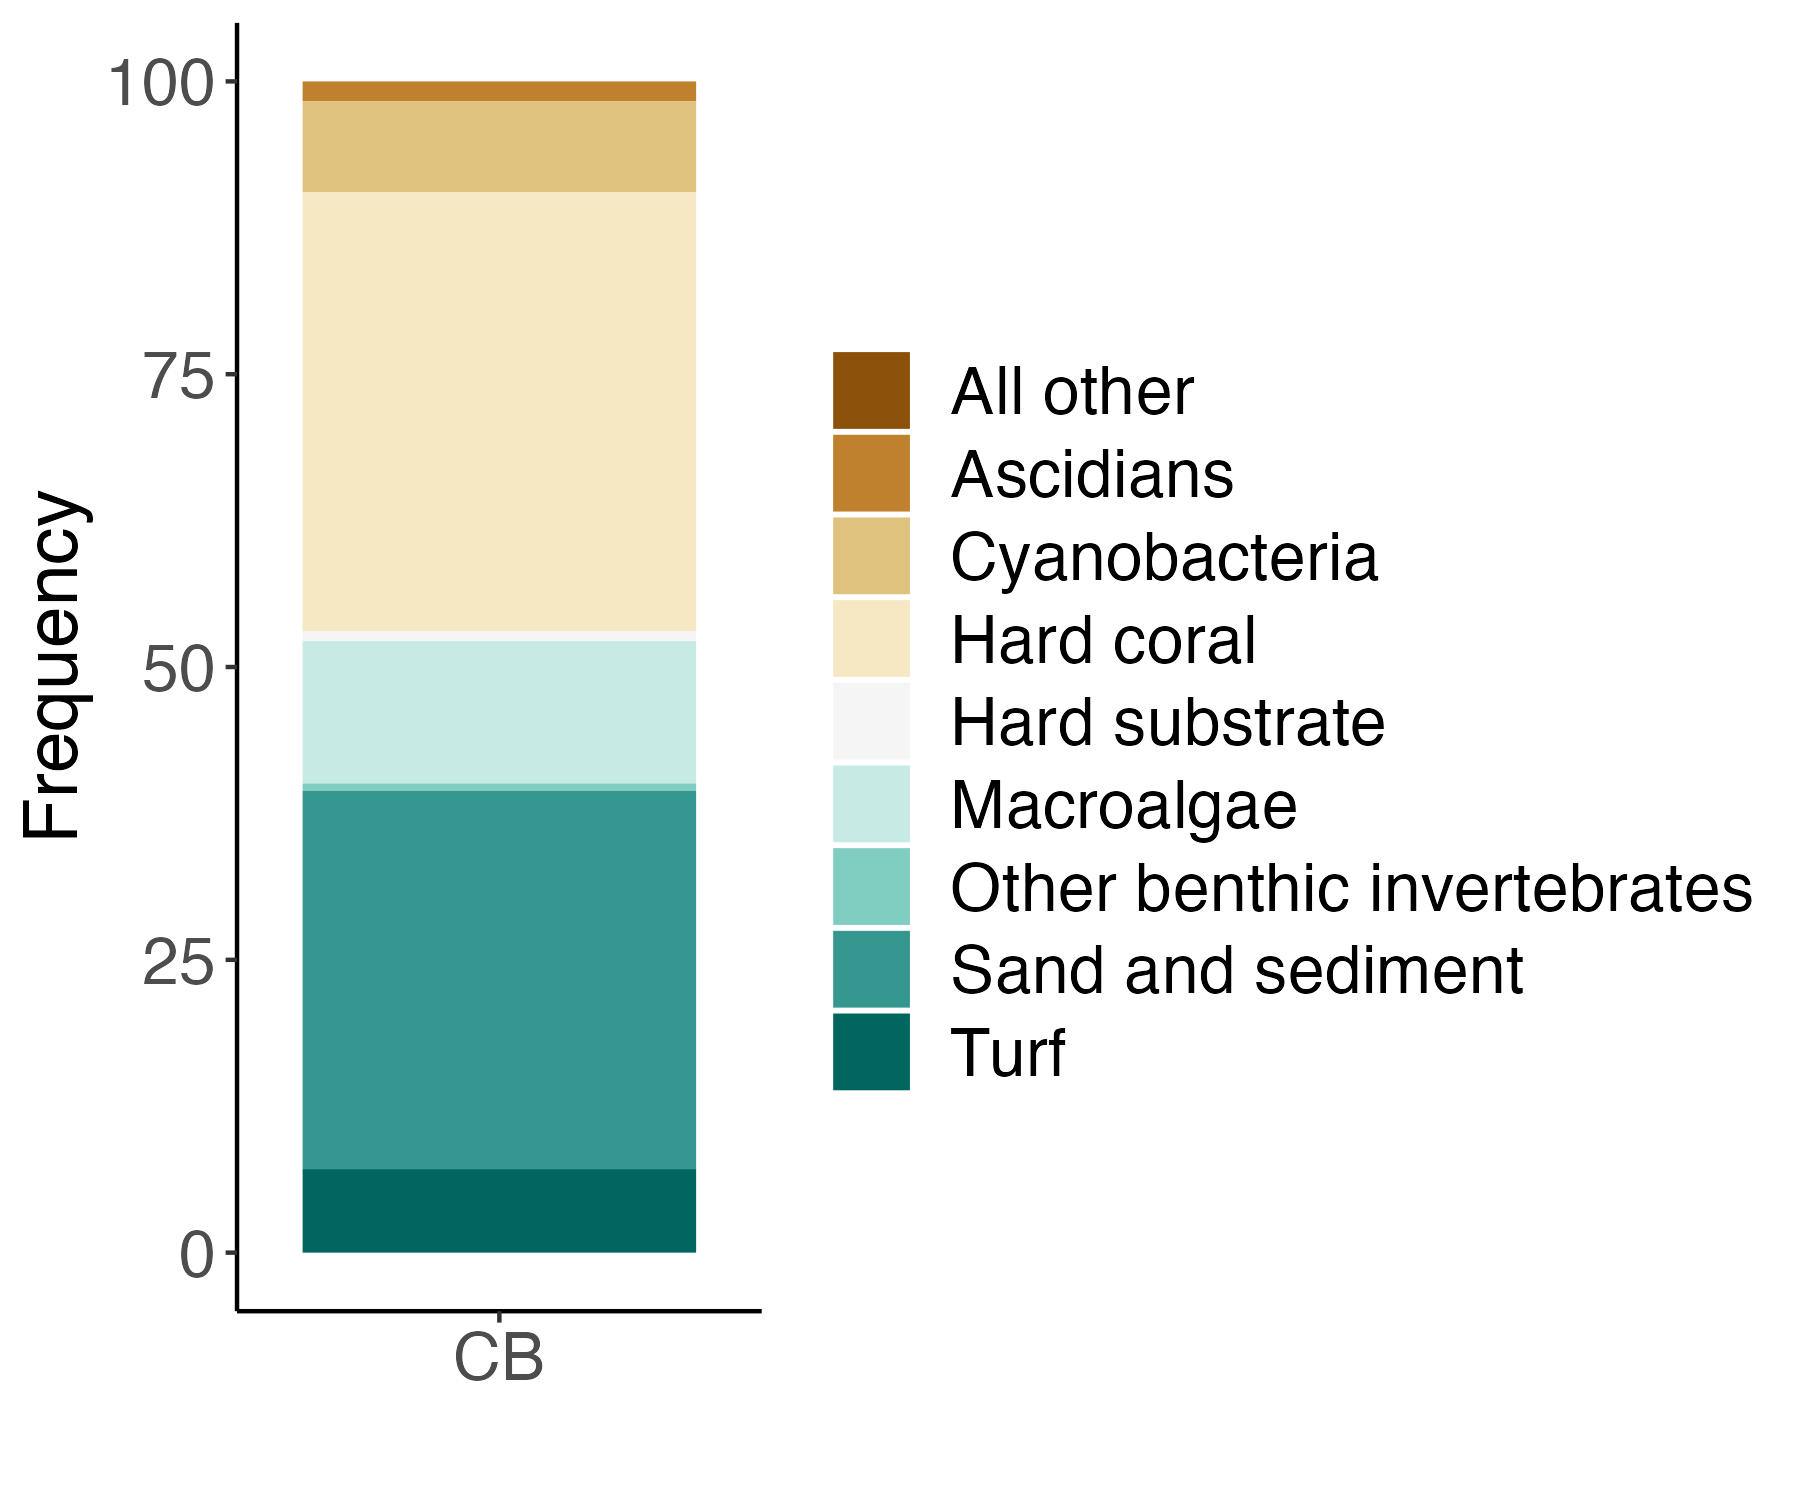 Frequency
100
75
50
25
0
CB
All other
Ascidians
Cyanobacteria
Hard coral
Hard substrate
Macroalgae
Other benthic invertebrates
Sand and sediment
Turf